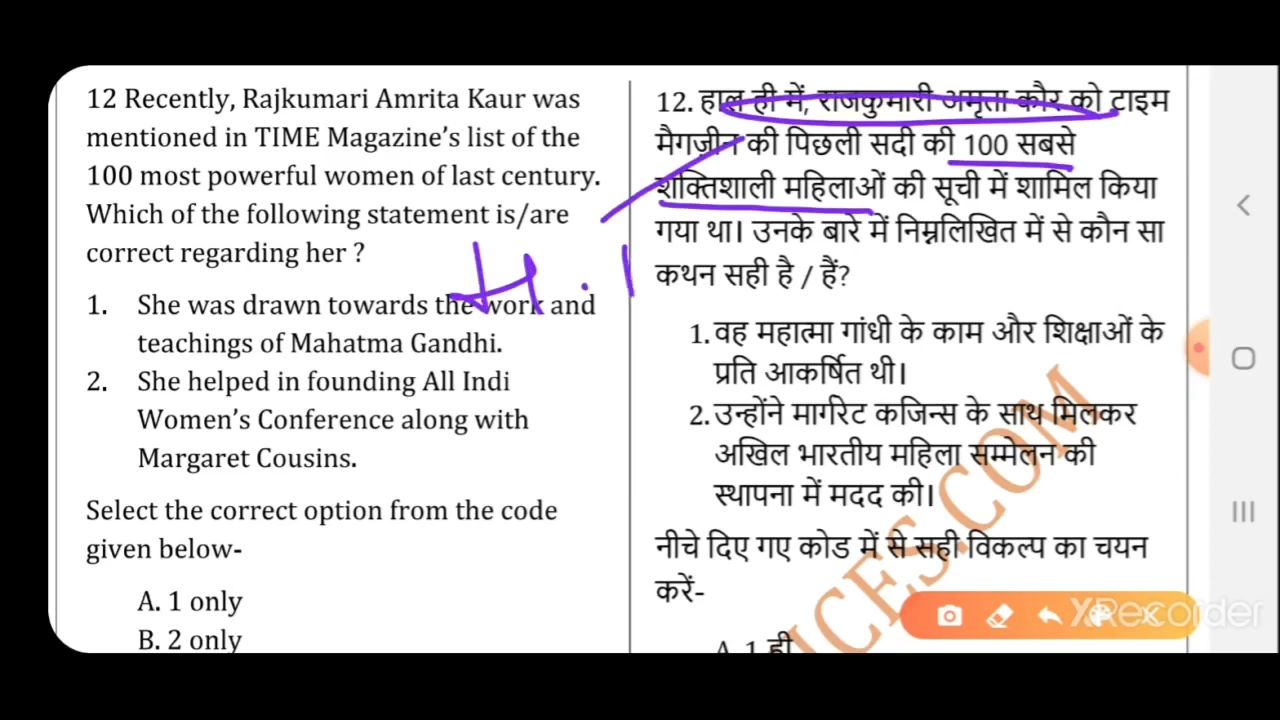 12 Recently, Rajkumari Amrita Kaur was
mentioned in TIME Magazine's list of the
100 most powerful women of last century.
Which of the following statement is/are
correct regarding her ?
1. She was drawn towards the work and
teachings of Mahatma Gandhi.
2. She helped in founding All Indi
Women's Conference along with
Margaret Cousins.
Select the correct option from the code
given below-
A. 1 only
B. 2 only
12. हाल ही में, राजकुमारी अमृता कौर को टाइम
मैगज़ीन की पिछली सदी की 100 सबसे
शक्तिशाली महिलाओं की सूची में शामिल किया
गया था। उनके बारे में निम्नलिखित में से कौन सा
कथन सही है / हैं?
1. वह महात्मा गांधी के काम और शिक्षाओं के
प्रति आकर्षित थी।
2. उन्होंने मार्गरेट कजिन्स के साथ मिलकर
अखिल भारतीय महिला सम्मेलन की
स्थापना में मदद की।
नीचे दिए गए कोड में से सही विकल्प का चयन
करें-
A. 1 ही
H.
ICES.COM
XRecorder